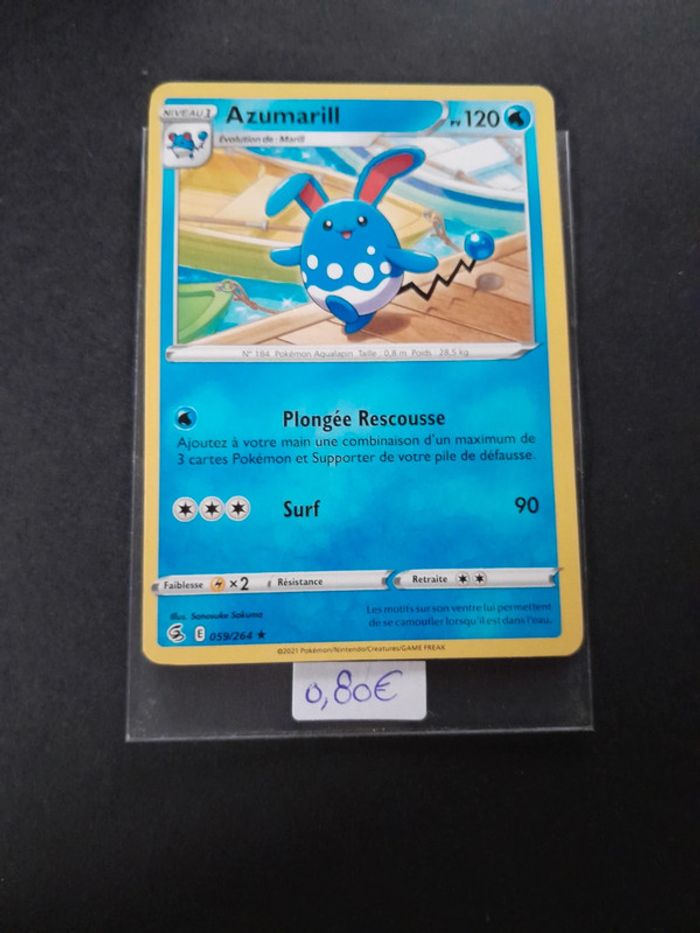 NIVEAU 1
Azumarill
PV 120
Évolution de : Marill
N° 184 Pokémon Aqualapin Taille : 0,8 m Poids : 28,5 kg
Plongée Rescousse
Ajoutez à votre main une combinaison d'un maximum de
3 cartes Pokémon et Supporter de votre pile de défausse.
Surf 90
Faiblesse ×2 Résistance Retraite
Illus. Sanosuke Sakuma
Les motifs sur son ventre lui permettent
de se camoufler lorsqu'il est dans l'eau.
E 059/264 ★
©2021 Pokémon/Nintendo/Creatures/GAME FREAK
0,80€